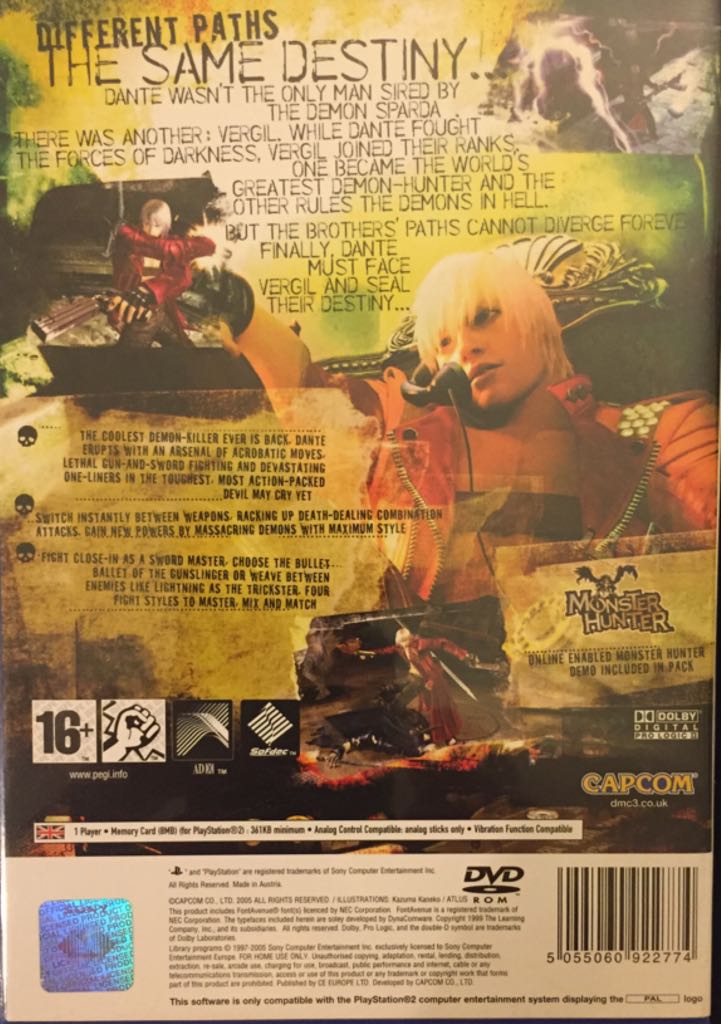 DIFFERENT PATHS
THE SAME DESTINY..
DANTE WASN'T THE ONLY MAN SIRED BY
THE DEMON SPARDA.
THERE WAS ANOTHER: VERGIL. WHILE DANTE FOUGHT
THE FORCES OF DARKNESS, VERGIL JOINED THEIR RANKS.
ONE BECAME THE WORLD'S
GREATEST DEMON-HUNTER AND THE
OTHER RULES THE DEMONS IN HELL.
BUT THE BROTHERS' PATHS CANNOT DIVERGE FOREVE
FINALLY, DANTE
MUST FACE
VERGIL AND SEAL
THEIR DESTINY...
THE COOLEST DEMON-KILLER EVER IS BACK. DANTE
ERUPTS WITH AN ARSENAL OF ACROBATIC MOVES,
LETHAL GUN-AND-SWORD FIGHTING AND DEVASTATING
ONE-LINERS IN THE TOUGHEST, MOST ACTION-PACKED
DEVIL MAY CRY YET
SWITCH INSTANTLY BETWEEN WEAPONS, RACKING UP DEATH-DEALING COMBINATION
ATTACKS. GAIN NEW POWERS BY MASSACRING DEMONS WITH MAXIMUM STYLE
FIGHT CLOSE-IN AS A SWORD MASTER, CHOOSE THE BULLET
BALLET OF THE GUNSLINGER OR WEAVE BETWEEN
ENEMIES LIKE LIGHTNING AS THE TRICKSTER. FOUR
FIGHT STYLES TO MASTER, MIX AND MATCH
MONSTER
HUNTER
ONLINE ENABLED MONSTER HUNTER
DEMO INCLUDED IN PACK
16+
www.pegi.info
ADX TM
Sofdec TM
DOLBY
DIGITAL
PRO LOGIC II
CAPCOM
dmc3.co.uk
1 Player • Memory Card (8MB) (for PlayStation®2) : 361KB minimum • Analog Control Compatible: analog sticks only • Vibration Function Compatible
" and "PlayStation" are registered trademarks of Sony Computer Entertainment Inc.
All Rights Reserved. Made in Austria.
DVD
ROM
©CAPCOM CO., LTD. 2005 ALL RIGHTS RESERVED. / ILLUSTRATIONS: Kazuma Kaneko / ATLUS
This product includes FontAvenue® font(s) licenced by NEC Corporation. FontAvenue is a registered trademark of
NEC Corporation. The typefaces included herein are solely developed by DynaComware. Copyright 1999 The Learning
Company, Inc., and its subsidiaries. All rights reserved. Dolby, Pro Logic, and the double-D symbol are trademarks
of Dolby Laboratories.
Library programs © 1997-2005 Sony Computer Entertainment Inc. exclusively licensed to Sony Computer
Entertainment Europe. FOR HOME USE ONLY. Unauthorised copying, adaptation, rental, lending, distribution,
extraction, re-sale, arcade use, charging for use, broadcast, public performance and internet, cable or any
telecommunications transmission, access or use of this product or any trademark or copyright work that forms
part of this product are prohibited. Published by CE EUROPE LTD. Developed by CAPCOM CO., LTD.
5 055060 922774
This software is only compatible with the PlayStation®2 computer entertainment system displaying the PAL logo